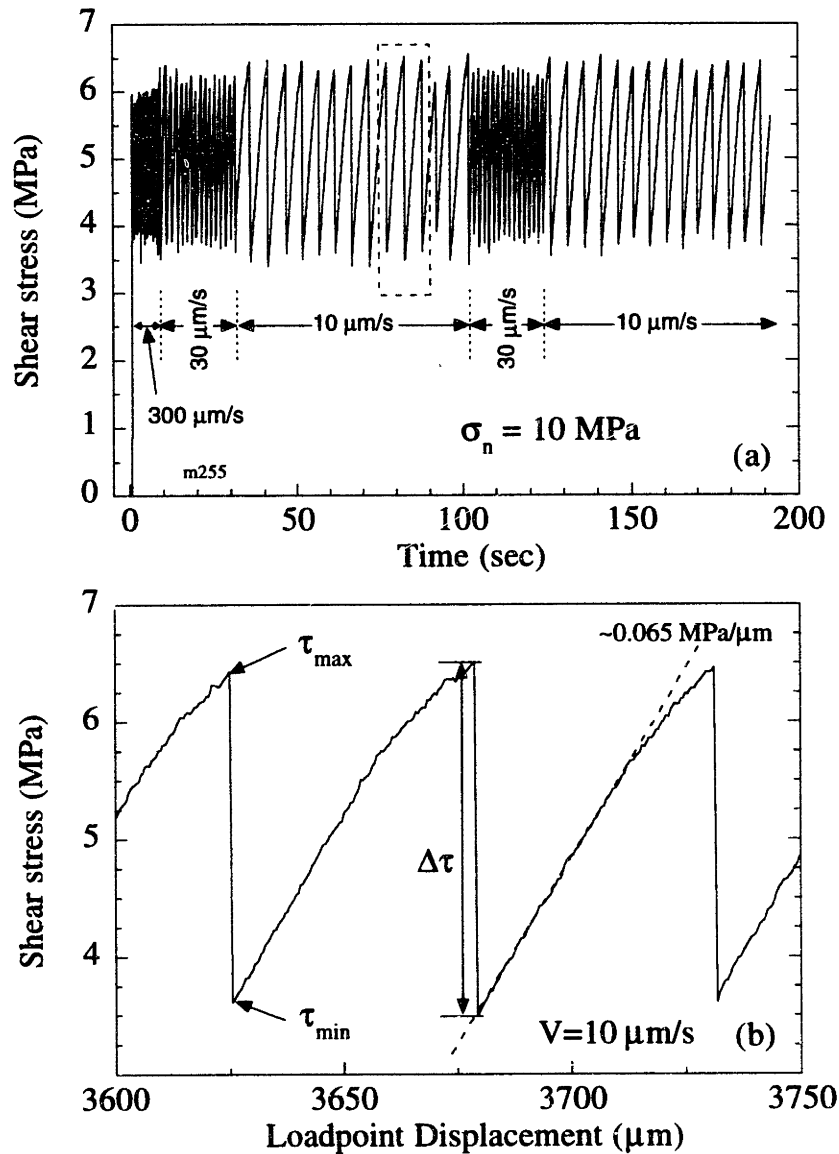 7
6
5
4
3
2
1
0
Shear stress (MPa)
30 μm/s
10 μm/s
30 μm/s
10 μm/s
300 μm/s
σn = 10 MPa
m255
(a)
0 50 100 150 200
Time (sec)
7
6
5
4
Shear stress (MPa)
~0.065 MPa/μm
τmax
Δτ
τmin
V=10 μm/s
(b)
3600 3650 3700 3750
Loadpoint Displacement (μm)